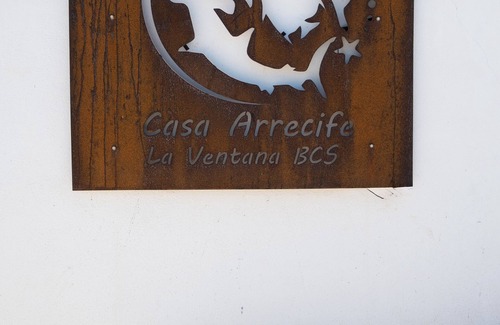 Casa Arrecife
La Ventana BCS